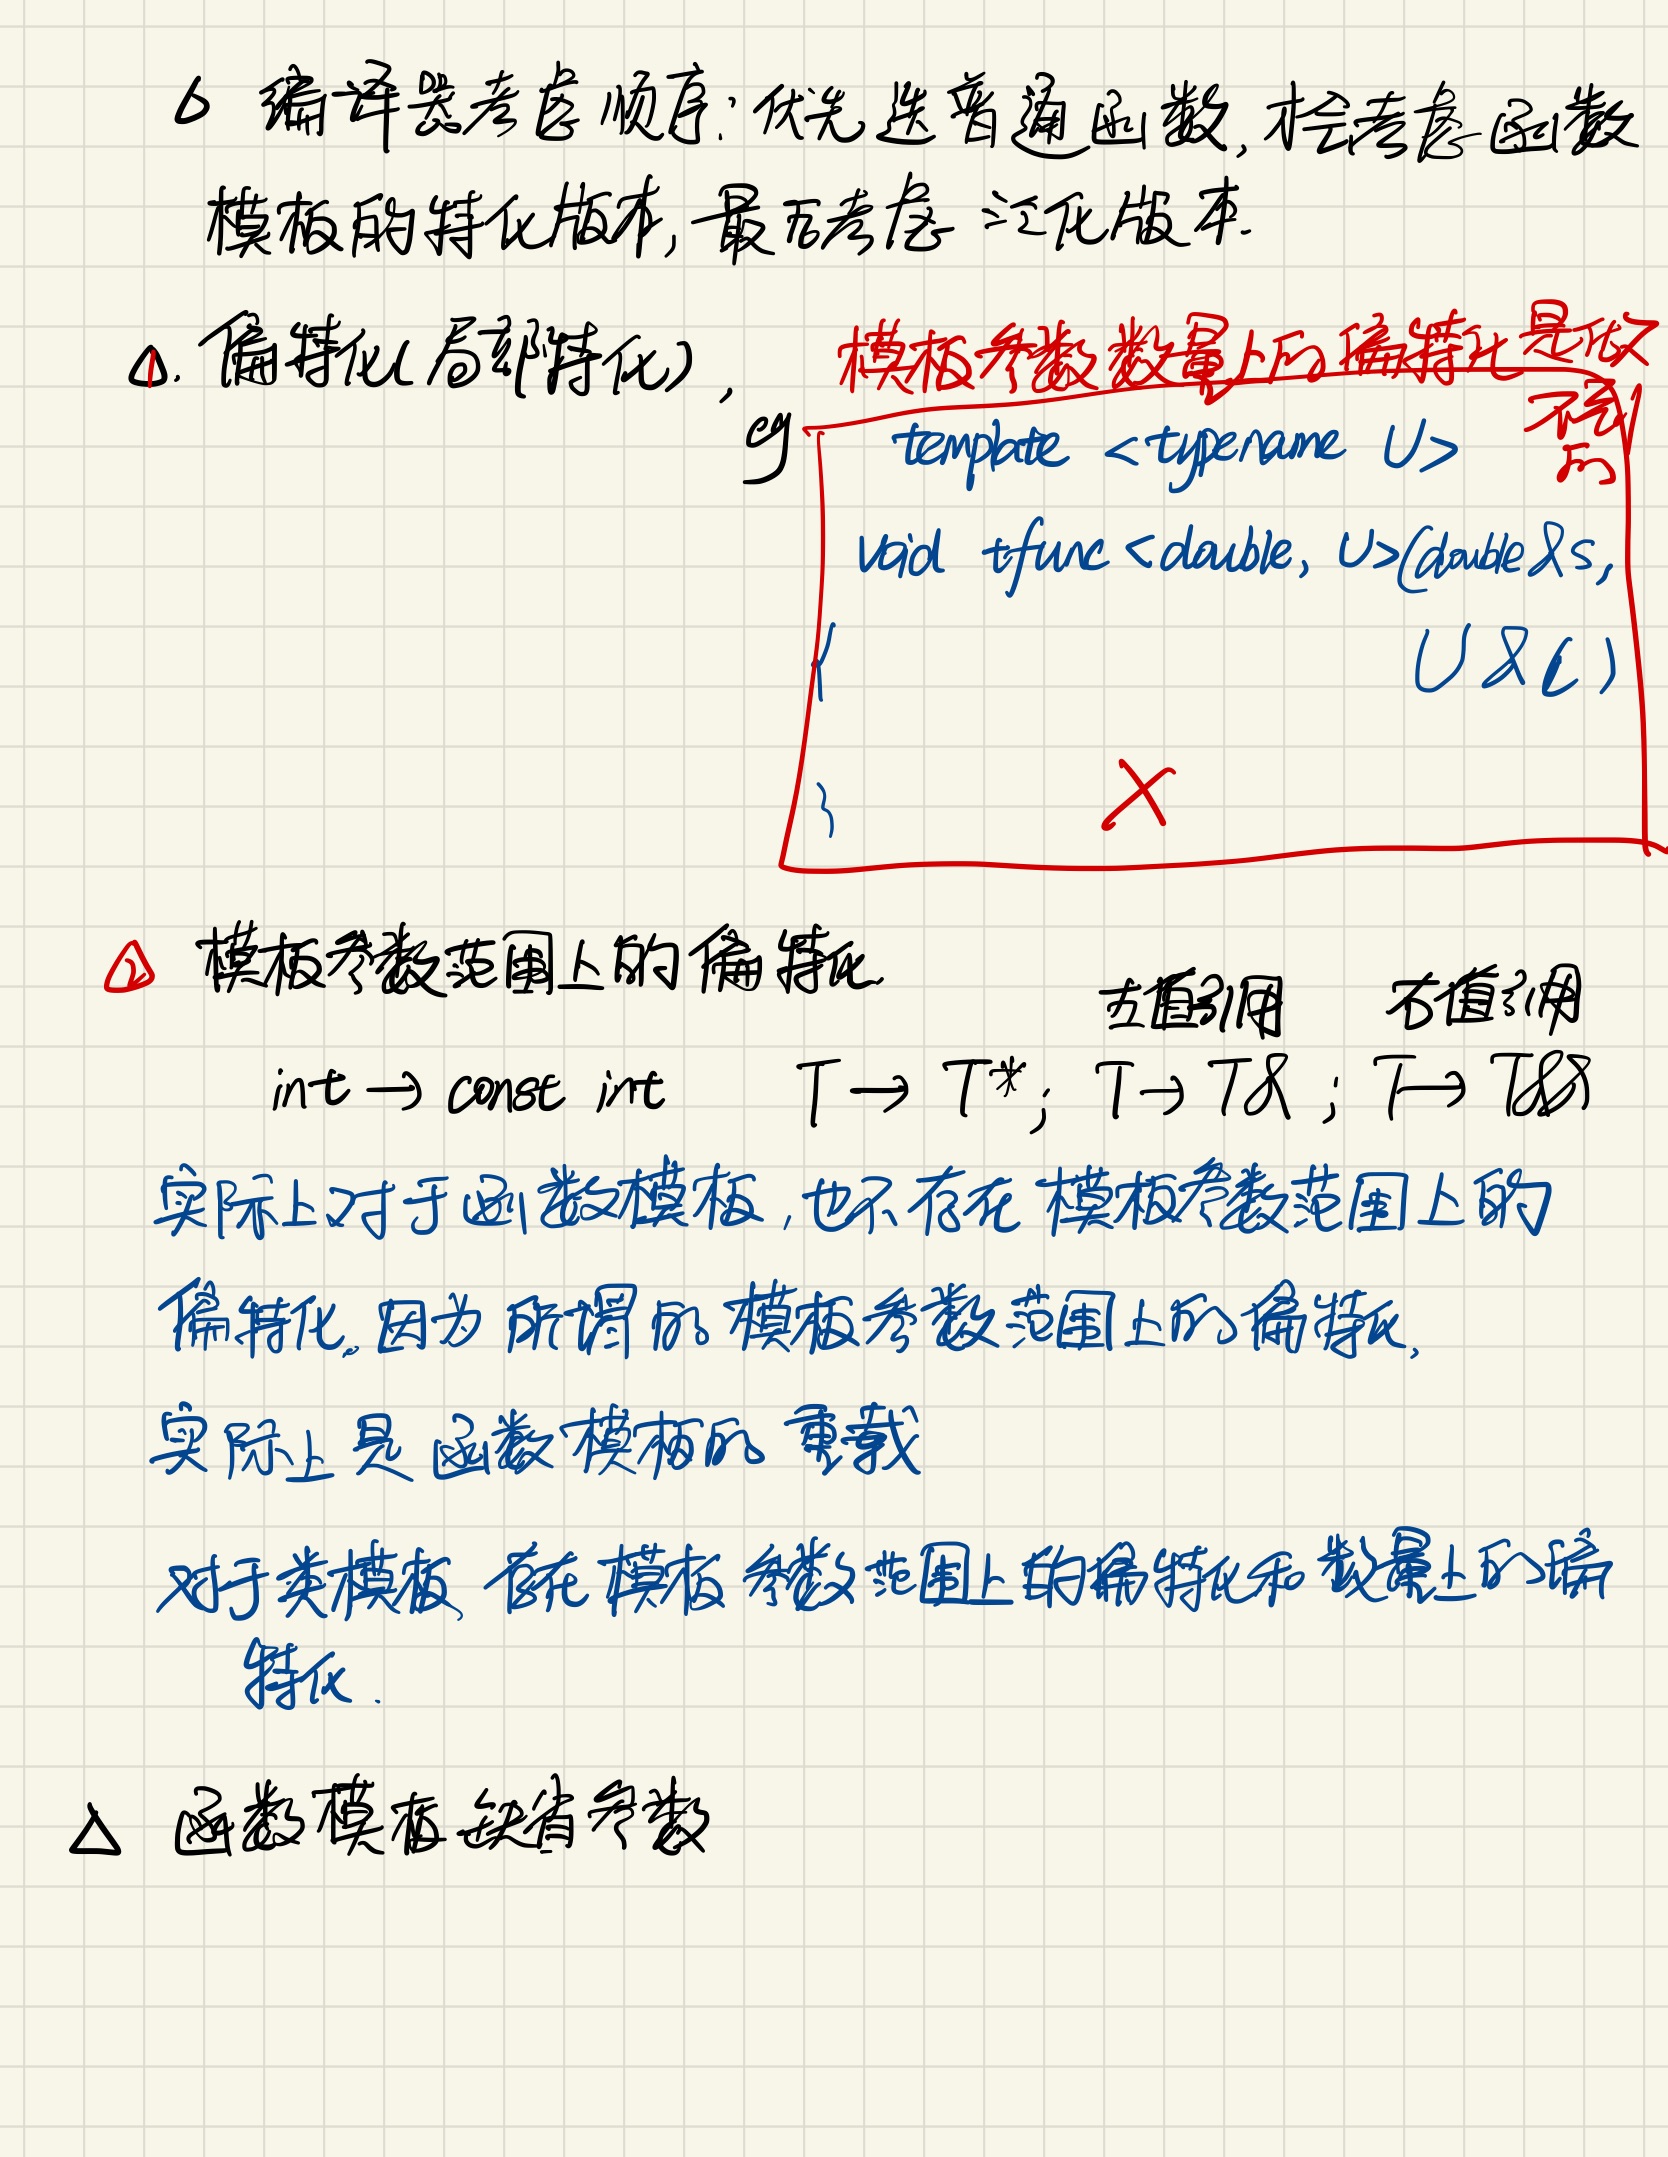 b 编译器考虑顺序:优先选普通函数,才会考虑函数
模板的特化版本,最后考虑泛化版本.
1. 偏特化(局部特化),
模板参数数量上的偏特化是
不
的
eg
template <typename U>
void tfunc <double, U>(double &s,
U & c)
{
}
X
2 模板参数范围上的偏特化
左值引用 右值引用
int → const int T → T*; T → T& ; T → T&&
实际上对于函数模板,也不存在模板参数范围上的
偏特化。因为所谓的模板参数范围上的偏特化,
实际上是函数模板的重载
对于类模板、存在模板参数范围上的偏特化和数量上的偏
特化.
△ 函数模板缺省参数